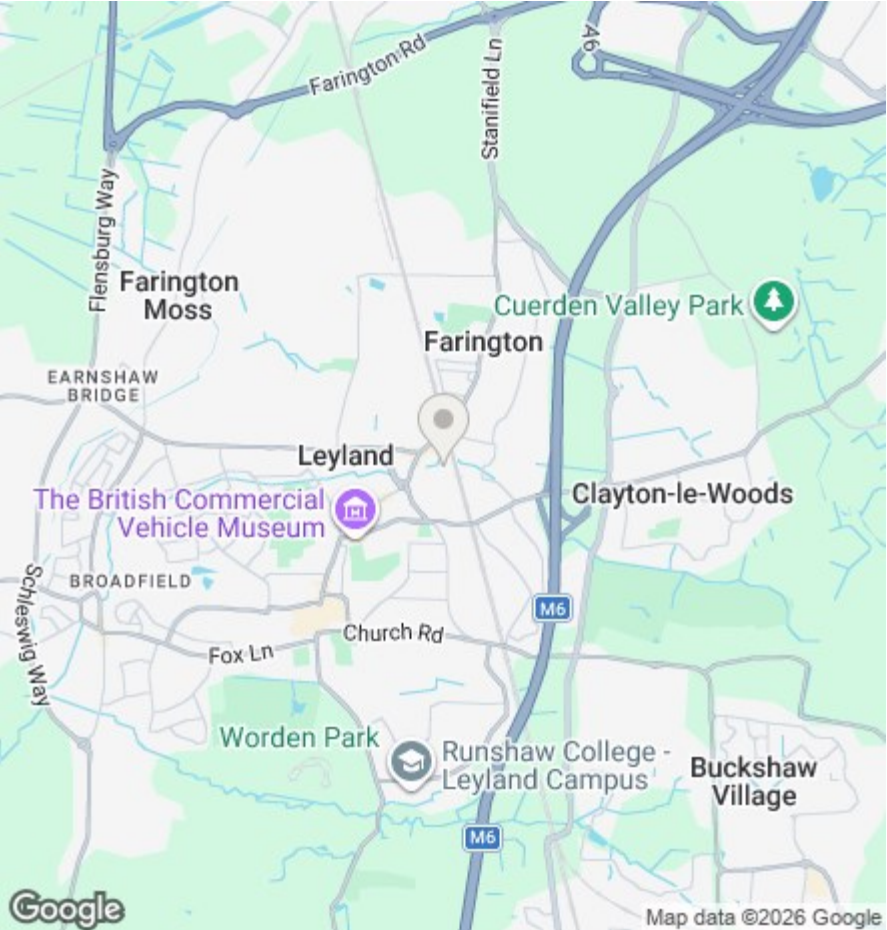 A6
Farington Rd
Stanifield Ln
Flensburg Way
Farington
Moss
Cuerden Valley Park
Farington
EARNSHAW
BRIDGE
Leyland
Clayton-le-Woods
The British Commercial
Vehicle Museum
BROADFIELD
Schleswig Way
M6
Church Rd
Fox Ln
Worden Park
Runshaw College -
Leyland Campus
Buckshaw
Village
M6
Google
Map data ©2026 Google